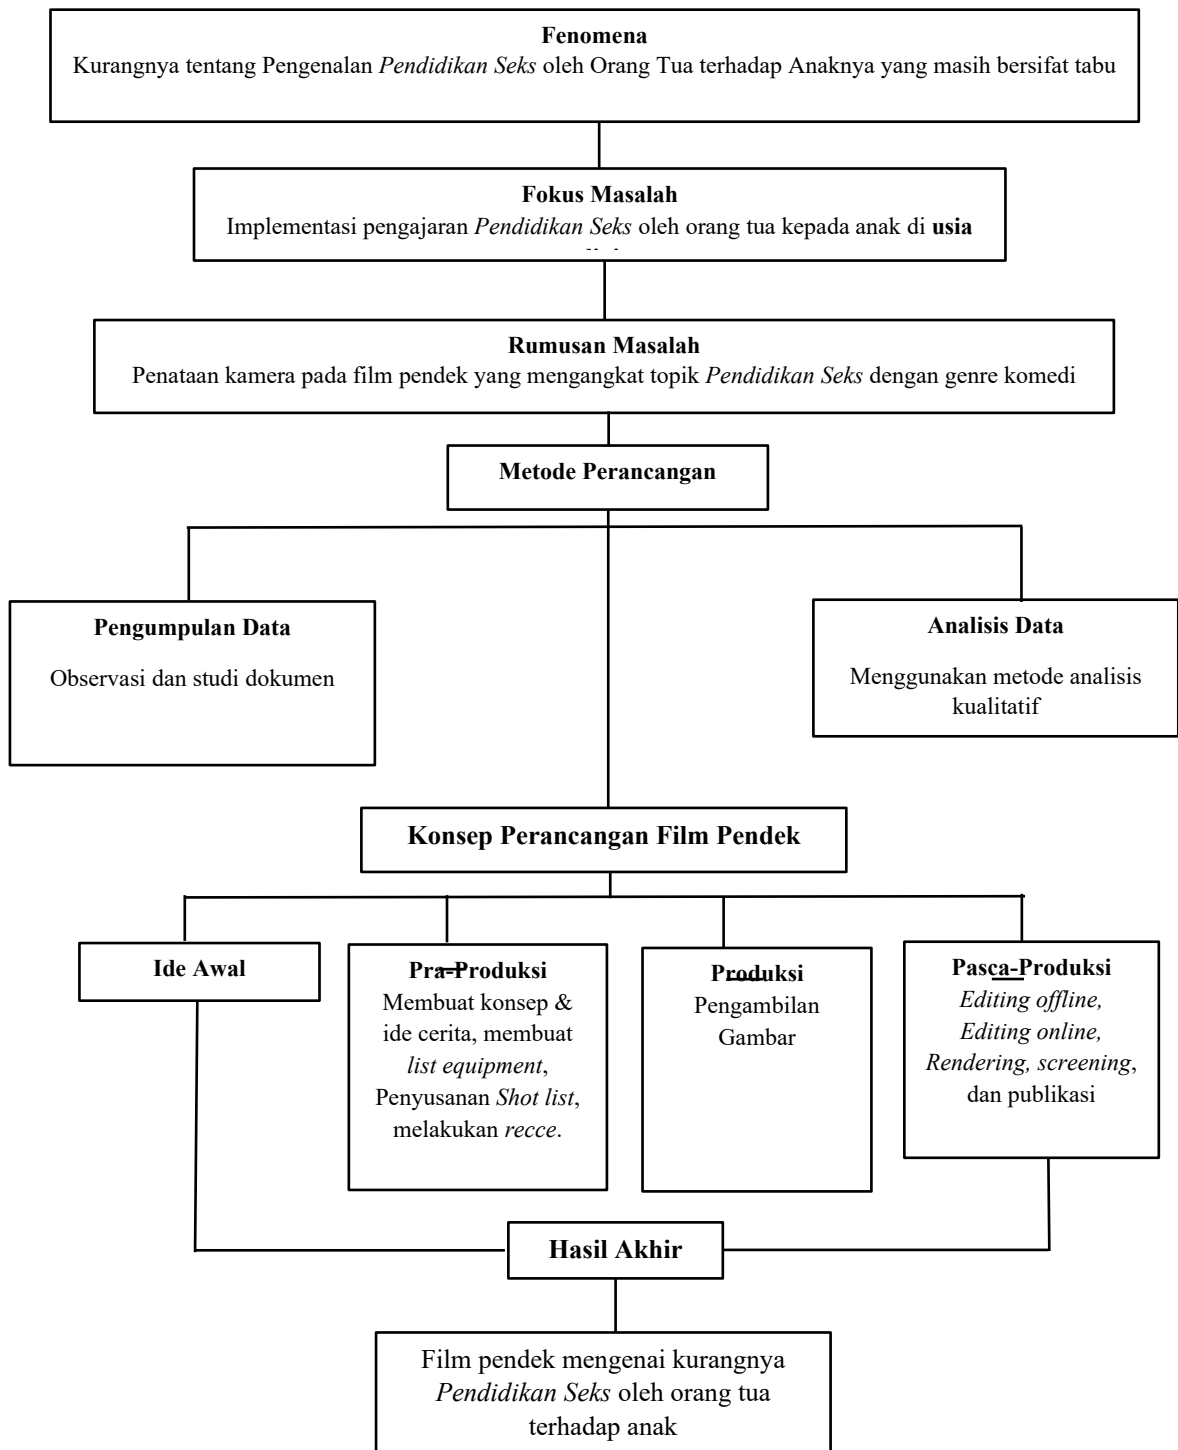 Fenomena
Kurangnya tentang Pengenalan Pendidikan Seks oleh Orang Tua terhadap Anaknya yang masih bersifat tabu
Fokus Masalah
Implementasi pengajaran Pendidikan Seks oleh orang tua kepada anak di usia
Rumusan Masalah
Penataan kamera pada film pendek yang mengangkat topik Pendidikan Seks dengan genre komedi
Metode Perancangan
Pengumpulan Data
Observasi dan studi dokumen
Analisis Data
Menggunakan metode analisis
kualitatif
Konsep Perancangan Film Pendek
Ide Awal
Pra-Produksi
Membuat konsep &
ide cerita, membuat
list equipment,
Penyusanan Shot list,
melakukan recce.
Produksi
Pengambilan
Gambar
Pasca-Produksi
Editing offline,
Editing online,
Rendering, screening,
dan publikasi
Hasil Akhir
Film pendek mengenai kurangnya
Pendidikan Seks oleh orang tua
terhadap anak